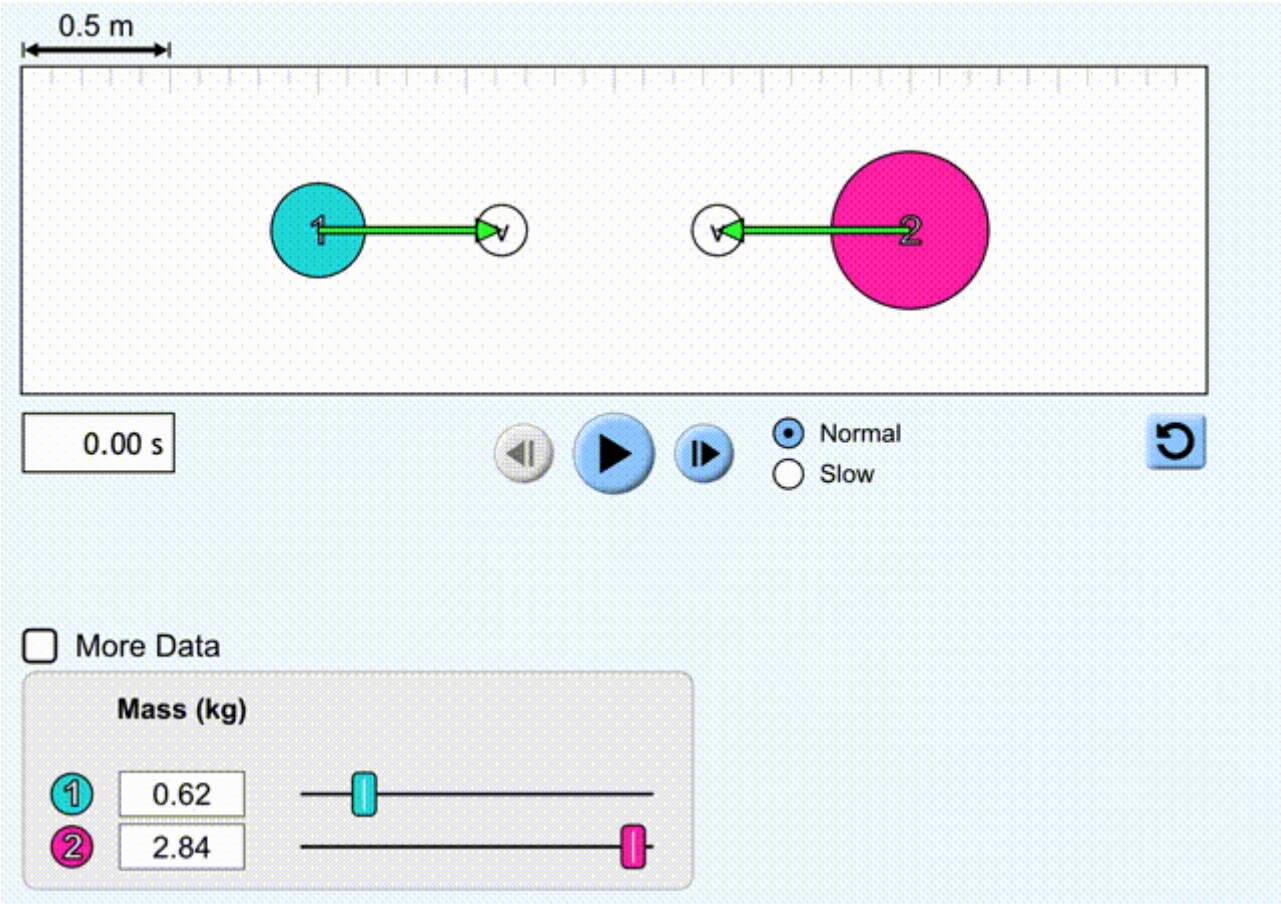 0.5 m
1
v
v
2
0.00 s
Normal
Slow
More Data
Mass (kg)
1 0.62
2 2.84